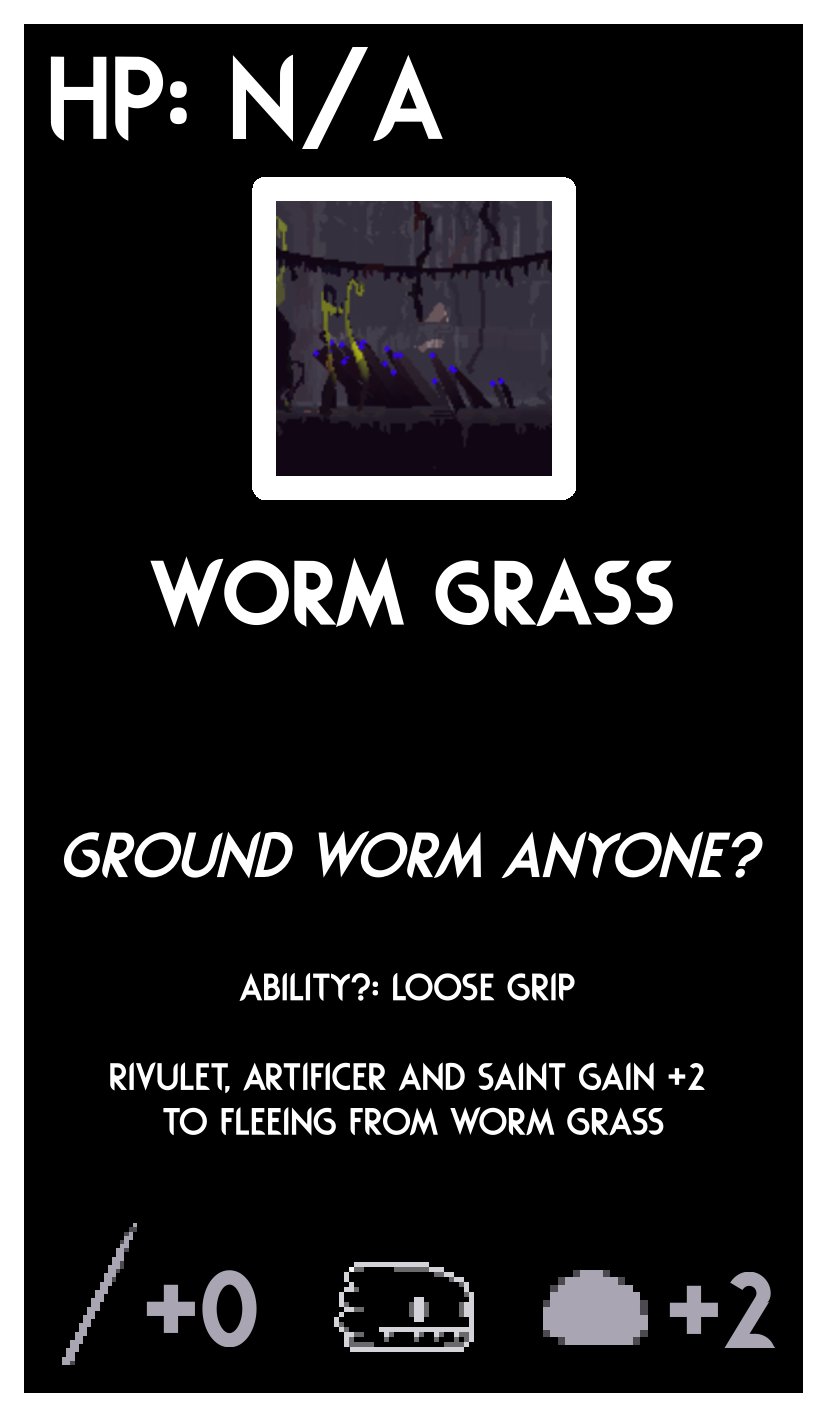 HP: N/A
WORM GRASS
GROUND WORM ANYONE?
ABILITY?: LOOSE GRIP
RIVULET, ARTIFICER AND SAINT GAIN +2
TO FLEEING FROM WORM GRASS
+0 +2